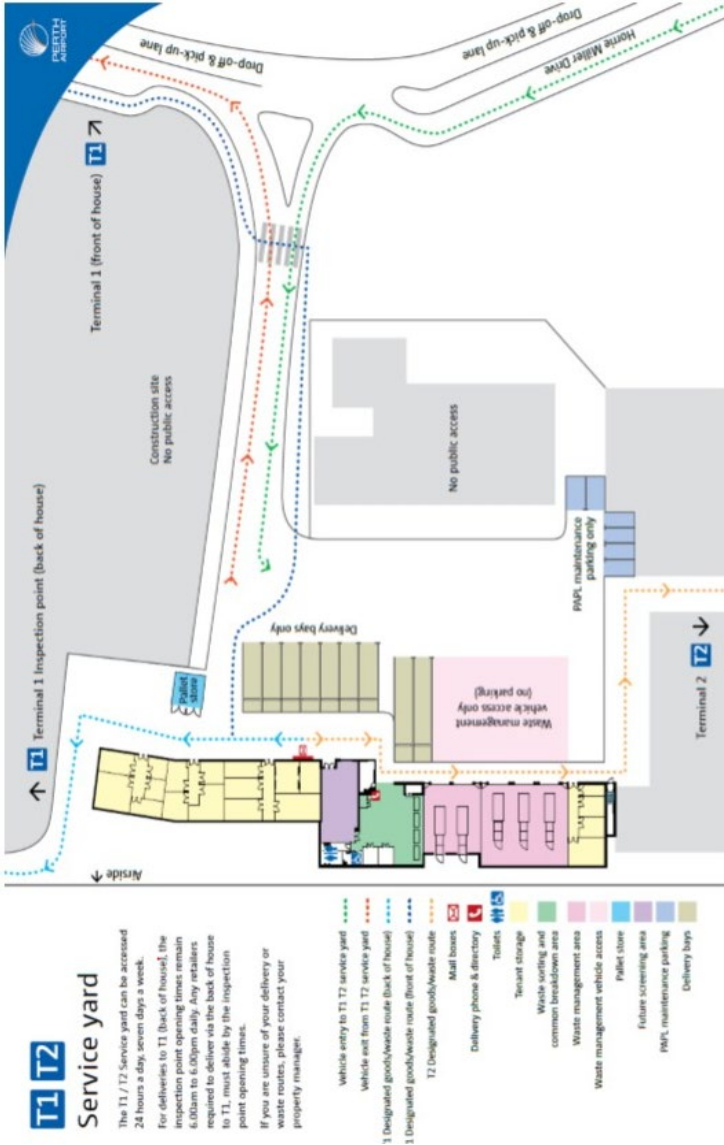 T1 T2
Service yard
The T1 / T2 Service yard can be accessed
24 hours a day, seven days a week.
For deliveries to T1 (back of house), the
inspection point opening times remain
6.00am to 6.00pm daily. Any retailers
required to deliver via the back of house
to T1, must abide by the inspection
point opening times.
If you are unsure of your delivery or
waste routes, please contact your
property manager.
Vehicle entry to T1 T2 service yard
Vehicle exit from T1 T2 service yard
1 Designated goods/waste route (back of house)
1 Designated goods/waste route (front of house)
T2 Designated goods/waste route
Mail boxes
Delivery phone & directory
Toilets
Tenant storage
Waste sorting and
common breakdown area
Waste management area
Waste management vehicle access
Pallet store
Future screening area
PAPL maintenance parking
Delivery bays
Airside
T1 Terminal 1 Inspection point (back of house)
Terminal 1 (front of house) T1
Construction site
No public access
Pallet
store
Delivery bays only
Waste management
vehicle access only
(no parking)
No public access
PAPL maintenance
parking only
Terminal 2 T2
Drop-off & pick-up lane
Drop-off & pick-up lane
Horrie Miller Drive
PERTH
AIRPORT